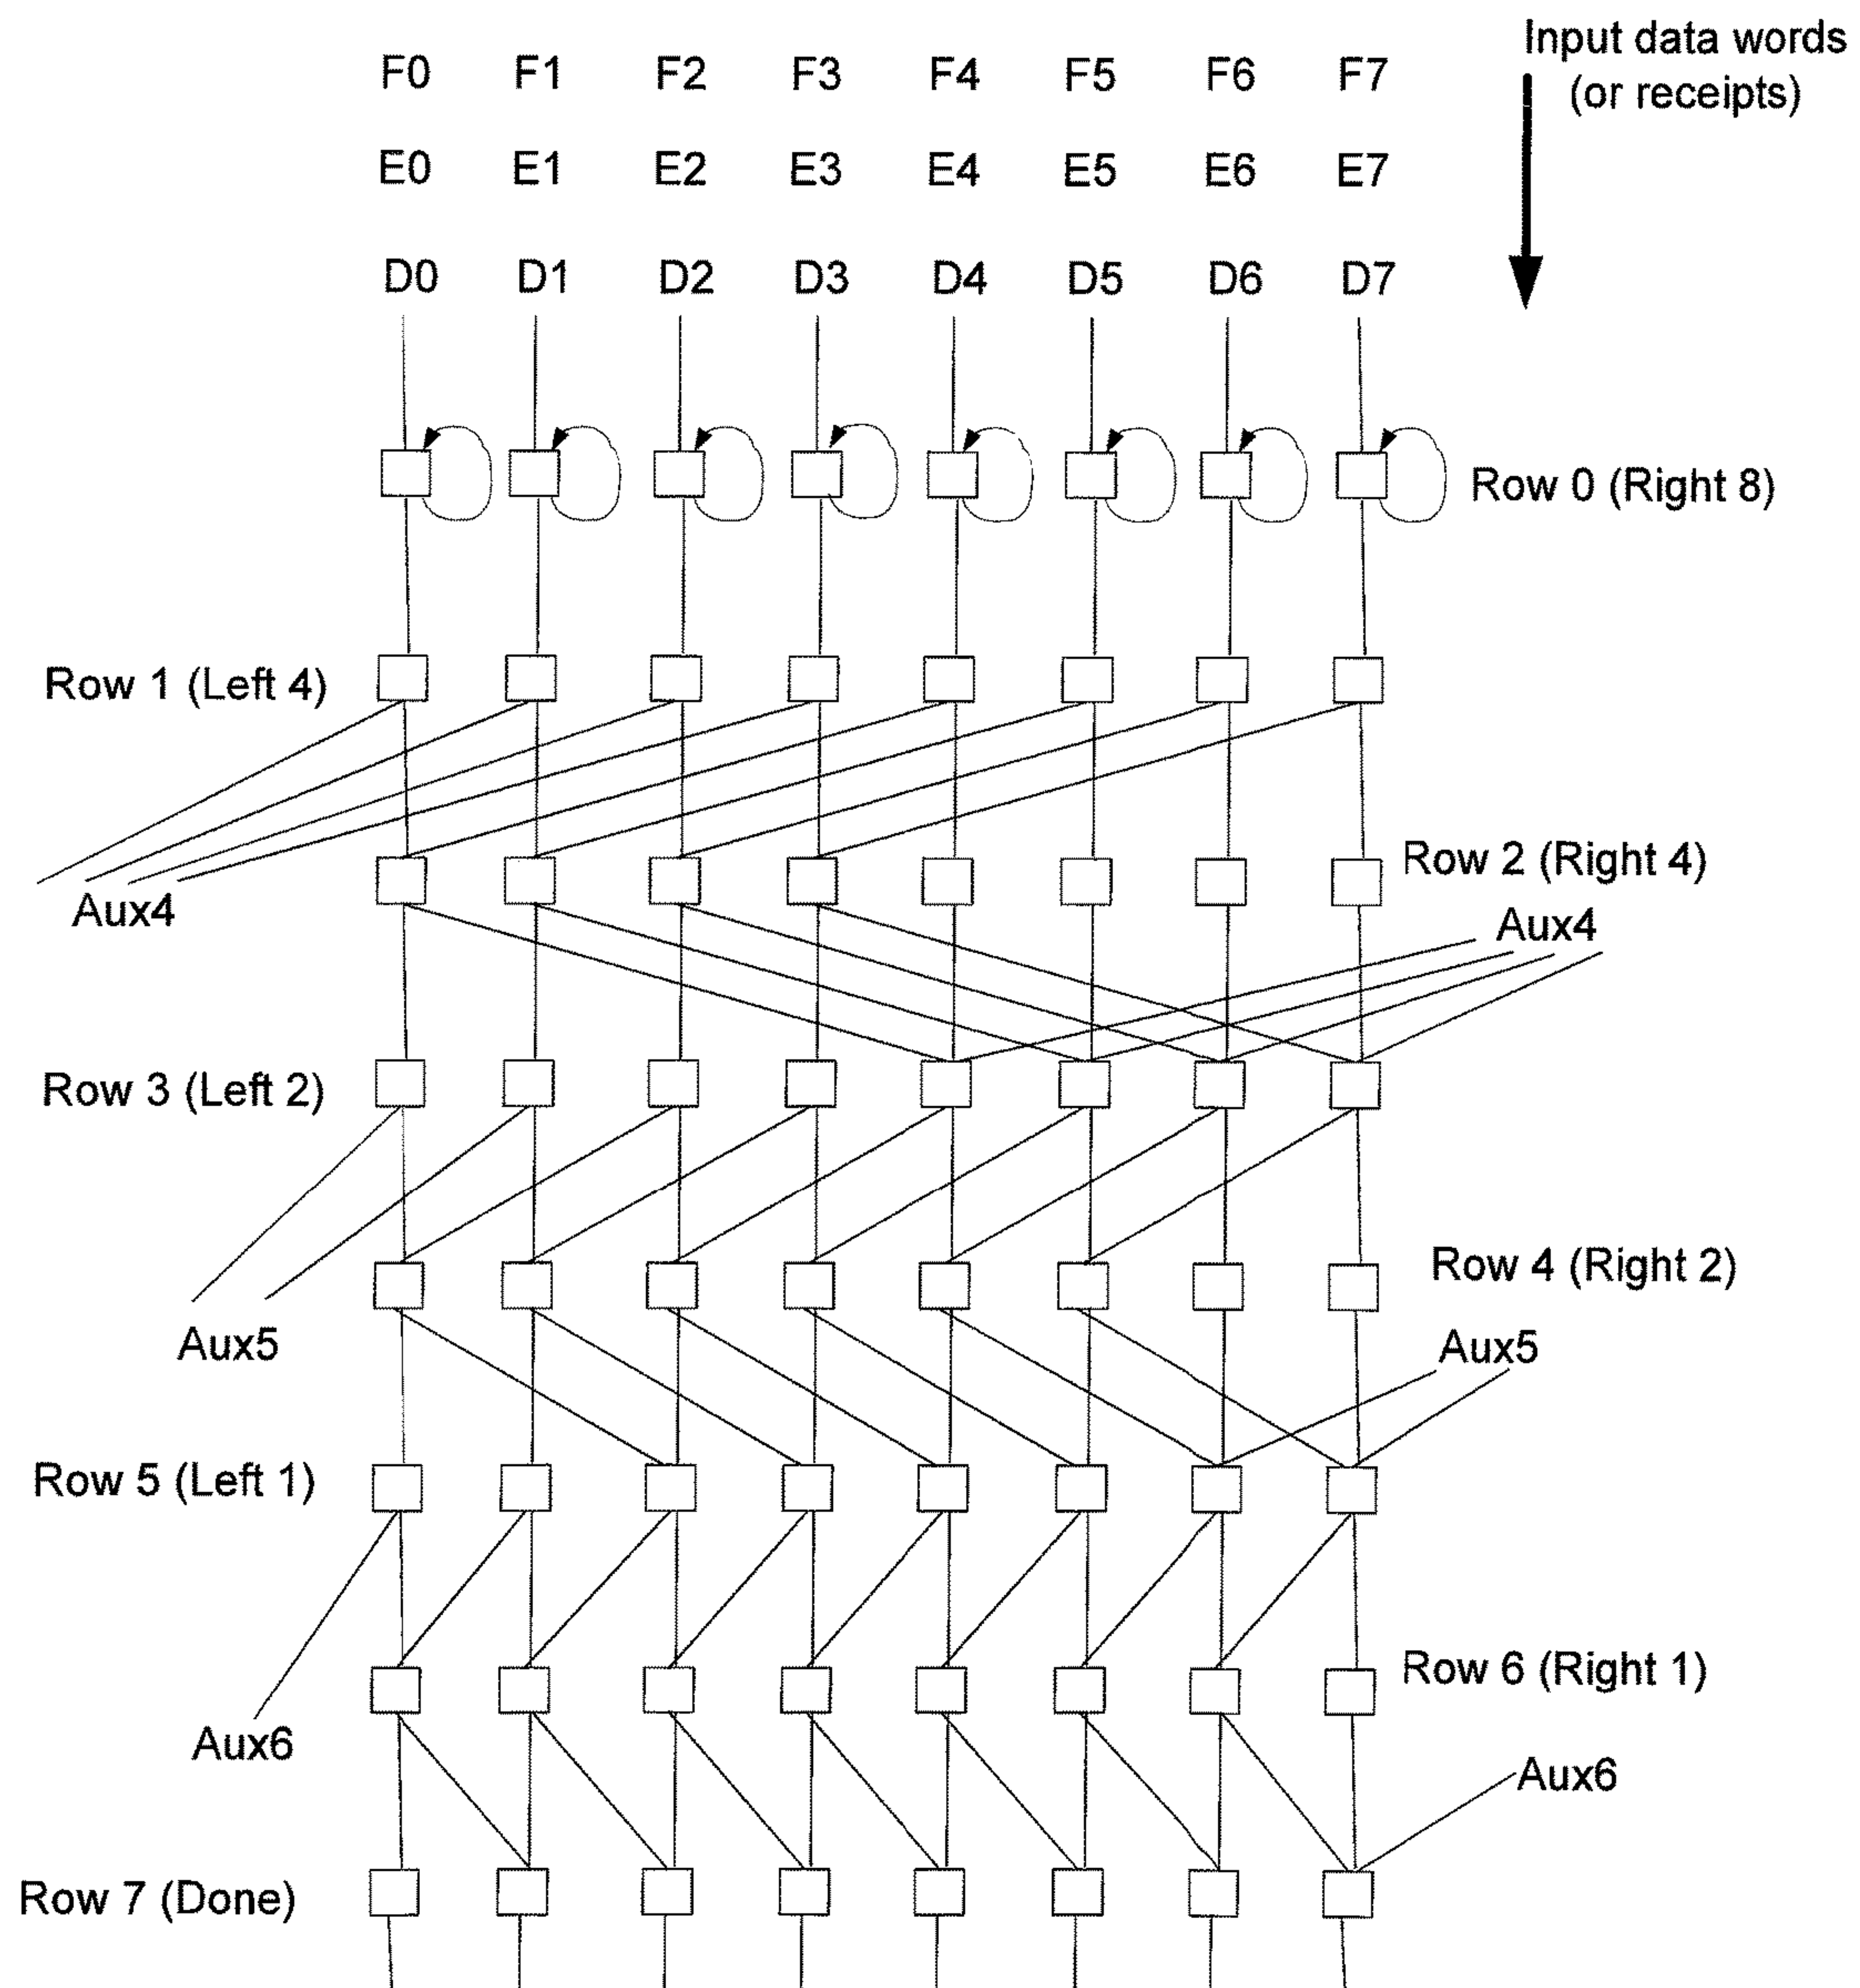 Input data words
(or receipts)
F0 F1 F2 F3 F4 F5 F6 F7
E0 E1 E2 E3 E4 E5 E6 E7
D0 D1 D2 D3 D4 D5 D6 D7
Row 0 (Right 8)
Row 1 (Left 4)
Row 2 (Right 4)
Aux4
Aux4
Row 3 (Left 2)
Row 4 (Right 2)
Aux5
Aux5
Row 5 (Left 1)
Row 6 (Right 1)
Aux6
Aux6
Row 7 (Done)